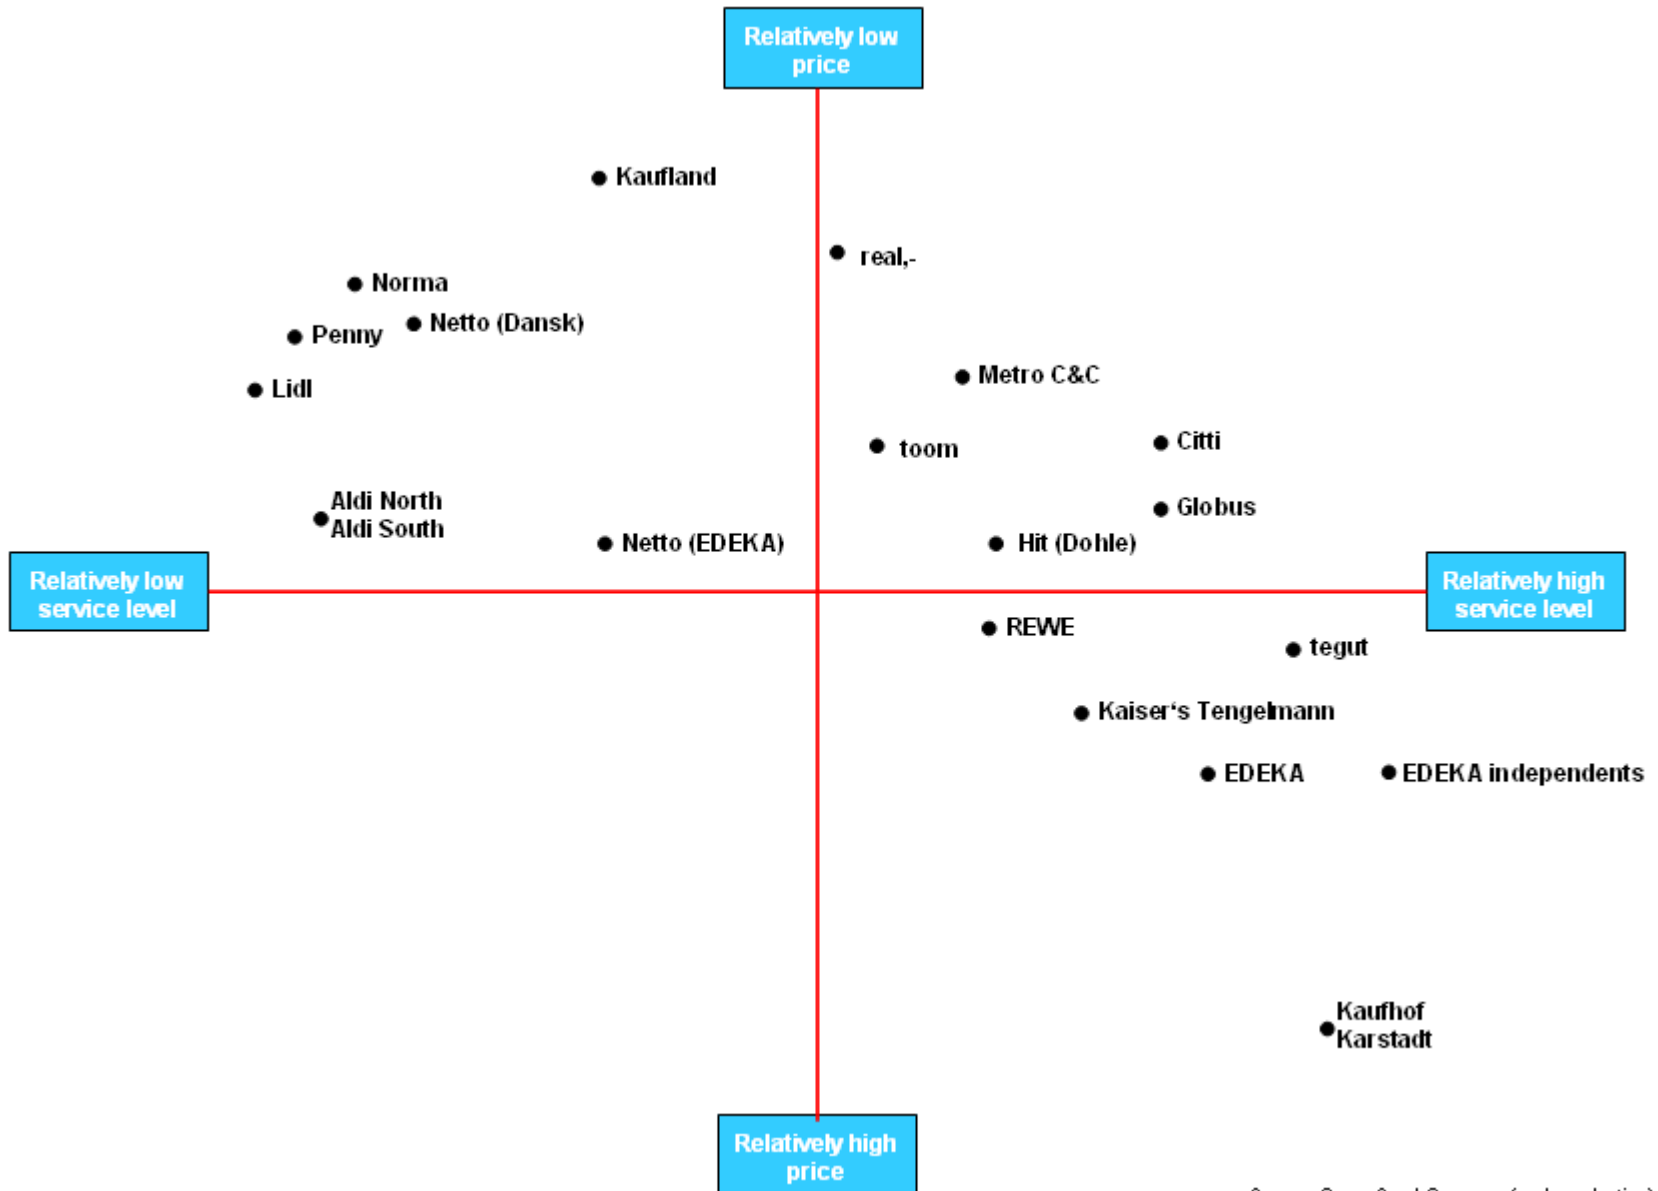 Relatively low
price
Kaufland
real,-
Norma
Netto (Dansk)
Penny
Lidl
Metro C&C
toom
Citti
Aldi North
Aldi South
Globus
Netto (EDEKA)
Hit (Dohle)
Relatively low
service level
Relatively high
service level
REWE
tegut
Kaiser‘s Tengelmann
EDEKA
EDEKA independents
Kaufhof
Karstadt
Relatively high
price